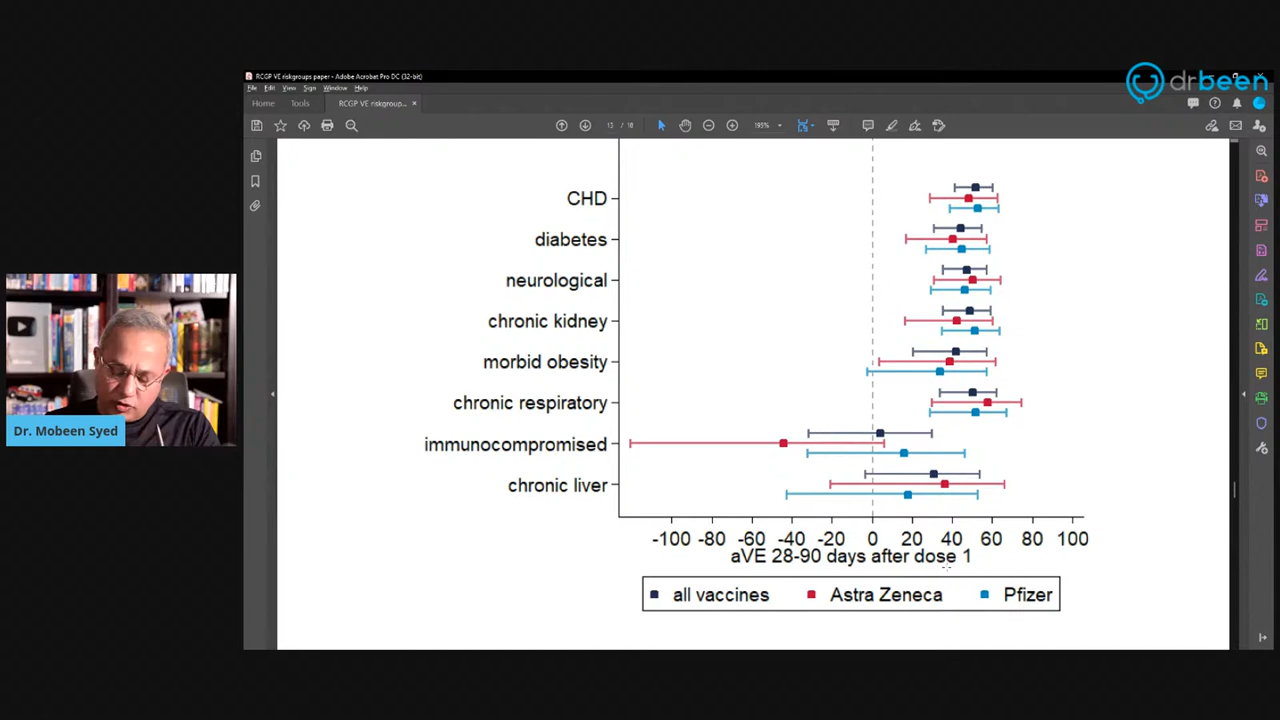 drbeen
RCGP VE riskgroups paper - Adobe Acrobat Pro DC (32-bit)
File Edit View Sign Window Help
Home Tools RCGP VE riskgroup... ×
13 / 18 195%
CHD
diabetes
neurological
chronic kidney
morbid obesity
chronic respiratory
immunocompromised
chronic liver
-100 -80 -60 -40 -20 0 20 40 60 80 100
aVE 28-90 days after dose 1
all vaccines Astra Zeneca Pfizer
Dr. Mobeen Syed